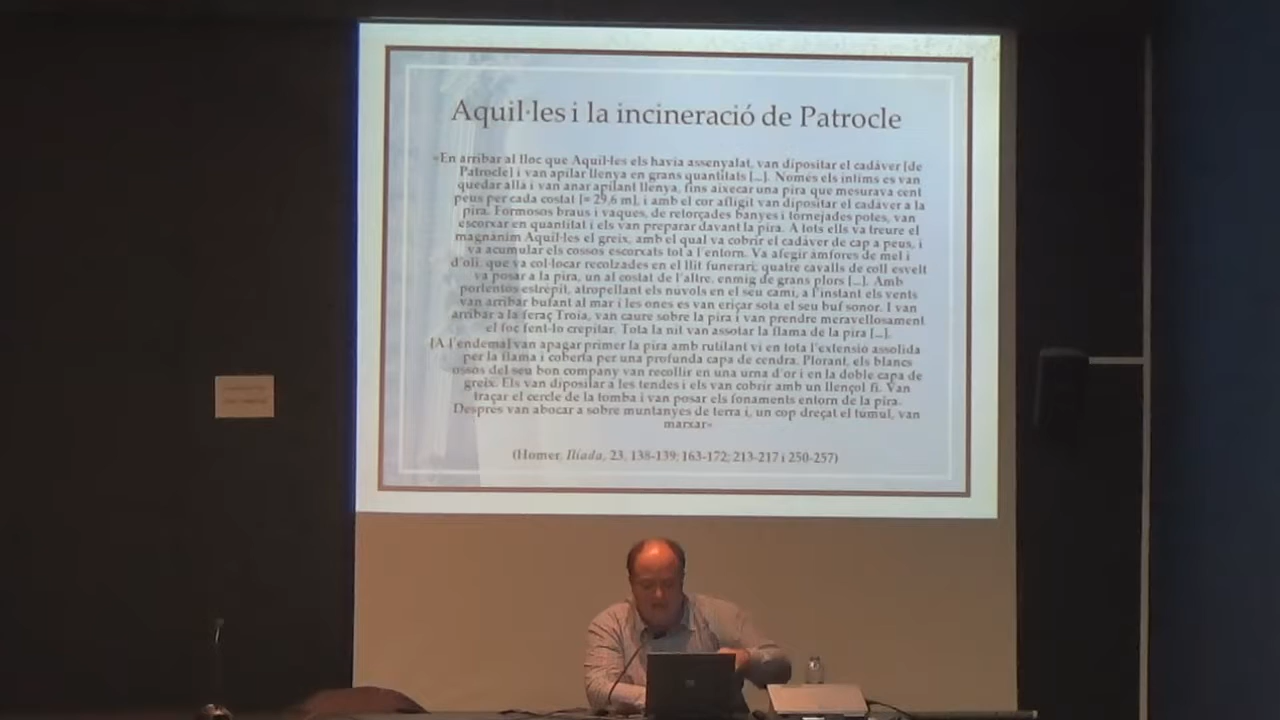 Aquil·les i la incineració de Patrocle
«En arribar al lloc que Aquil·les els havia assenyalat, van dipositar el cadàver [de
Patrocle] i van apilar llenya en grans quantitats [...]. Només els íntims es van
quedar allà i van anar apilant llenya, fins aixecar una pira que mesurava cent
peus per cada costat [= 29,6 m], i amb el cor afligit van dipositar el cadàver a la
pira. Formosos braus i vaques, de retorçades banyes i tornejades potes, van
escorxar en quantitat i els van preparar davant la pira. A tots ells va treure el
magnànim Aquil·les el greix, amb el qual va cobrir el cadàver de cap a peus, i
va acumular els cossos escorxats tot a l'entorn. Va afegir àmfores de mel i
d'oli, que va col·locar recolzades en el llit funerari; quatre cavalls de coll esvelt
va posar a la pira, un al costat de l'altre, enmig de grans plors [...]. Amb
portentós estrèpit, atropellant els núvols en el seu camí, a l'instant els vents
van arribar bufant al mar i les ones es van eriçar sota el seu buf sonor. I van
arribar a la feraç Troia, van caure sobre la pira i van prendre meravellosament
el foc fent-lo crepitar. Tota la nit van assotar la flama de la pira [...].
[A l'endemà] van apagar primer la pira amb rutilant vi en tota l'extensió assolida
per la flama i coberta per una profunda capa de cendra. Plorant, els blancs
ossos del seu bon company van recollir en una urna d'or i en la doble capa de
greix. Els van dipositar a les tendes i els van cobrir amb un llençol fi. Van
traçar el cercle de la tomba i van posar els fonaments entorn de la pira.
Després van abocar a sobre muntanyes de terra i, un cop dreçat el túmul, van
marxar»
(Homer, Ilíada, 23, 138-139; 163-172; 213-217 i 250-257)